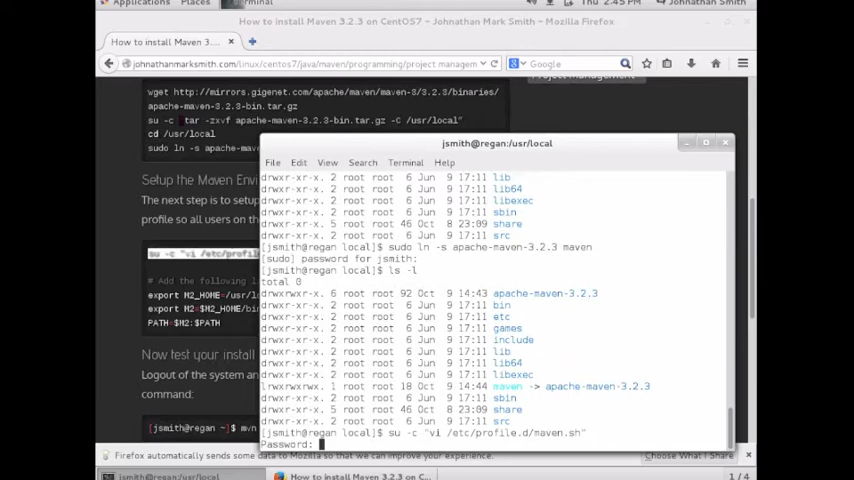 Applications Places Terminal Thu 2:45 PM Johnathan Smith
How to install Maven 3.2.3 on CentOS7 - Johnathan Mark Smith - Mozilla Firefox
How to install Maven 3.2.3 ...
johnathanmarksmith.com/linux/centos7/java/maven/programming/project managem
Google
Project management
wget http://mirrors.gigenet.com/apache/maven/maven-3/3.2.3/binaries/
apache-maven-3.2.3-bin.tar.gz
su -c "tar -zxvf apache-maven-3.2.3-bin.tar.gz -C /usr/local"
cd /usr/local
sudo ln -s apache-mave
Setup the Maven Envi
The next step is to setup
profile so all users on th
su -c "vi /etc/profil
# Add the following l
export M2_HOME=/usr/l
export M2=$M2_HOME/bi
PATH=$M2:$PATH
Now test your install
Logout of the system an
command:
[jsmith@regan ~]$ mvn
jsmith@regan:/usr/local
File Edit View Search Terminal Help
drwxr-xr-x. 2 root root 6 Jun 9 17:11 lib
drwxr-xr-x. 2 root root 6 Jun 9 17:11 lib64
drwxr-xr-x. 2 root root 6 Jun 9 17:11 libexec
drwxr-xr-x. 2 root root 6 Jun 9 17:11 sbin
drwxr-xr-x. 5 root root 46 Oct 8 23:09 share
drwxr-xr-x. 2 root root 6 Jun 9 17:11 src
[jsmith@regan local]$ sudo ln -s apache-maven-3.2.3 maven
[sudo] password for jsmith:
[jsmith@regan local]$ ls -l
total 0
drwxrwxr-x. 6 root root 92 Oct 9 14:43 apache-maven-3.2.3
drwxr-xr-x. 2 root root 6 Jun 9 17:11 bin
drwxr-xr-x. 2 root root 6 Jun 9 17:11 etc
drwxr-xr-x. 2 root root 6 Jun 9 17:11 games
drwxr-xr-x. 2 root root 6 Jun 9 17:11 include
drwxr-xr-x. 2 root root 6 Jun 9 17:11 lib
drwxr-xr-x. 2 root root 6 Jun 9 17:11 lib64
drwxr-xr-x. 2 root root 6 Jun 9 17:11 libexec
lrwxrwxrwx. 1 root root 18 Oct 9 14:44 maven -> apache-maven-3.2.3
drwxr-xr-x. 2 root root 6 Jun 9 17:11 sbin
drwxr-xr-x. 5 root root 46 Oct 8 23:09 share
drwxr-xr-x. 2 root root 6 Jun 9 17:11 src
[jsmith@regan local]$ su -c "vi /etc/profile.d/maven.sh"
Password:
Firefox automatically sends some data to Mozilla so that we can improve your experience.
Choose What I Share
jsmith@regan:/usr/local
How to install Maven 3.2.3 on C...
1 / 4